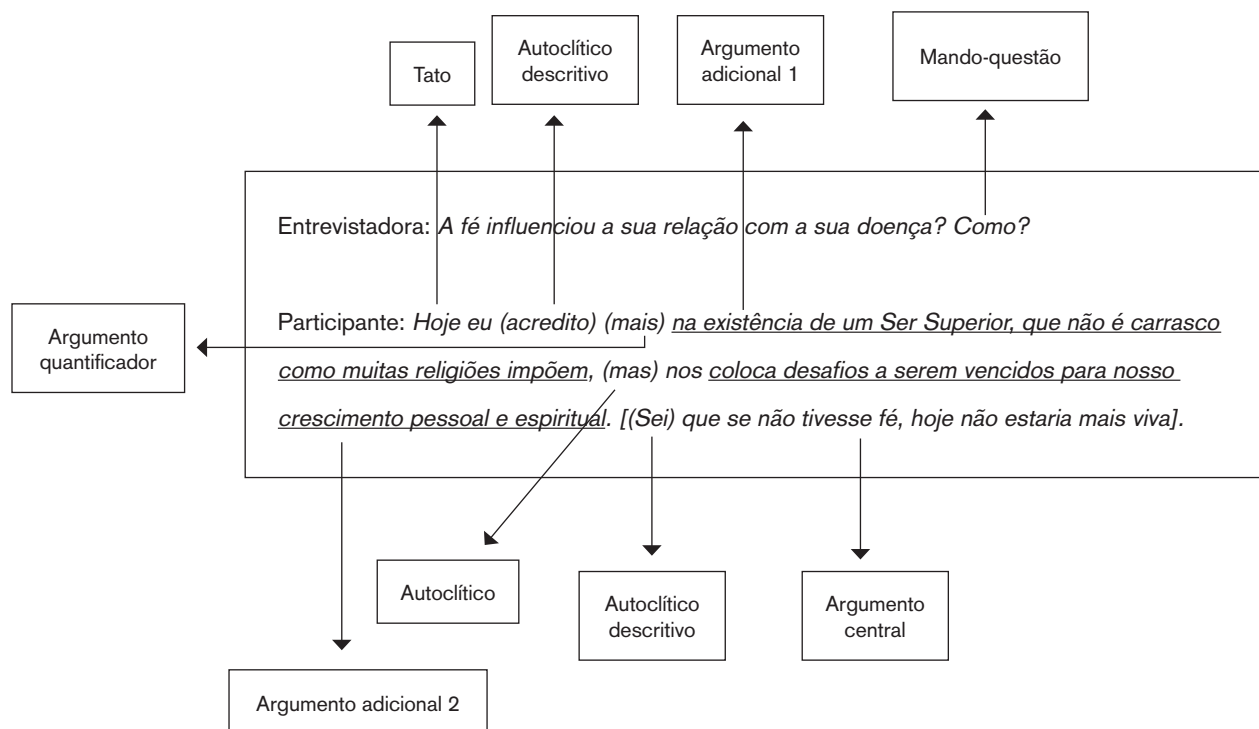 Tato
Autoclítico
descritivo
Argumento
adicional 1
Mando-questão
Entrevistadora: A fé influenciou a sua relação com a sua doença? Como?
Argumento
quantificador
Participante: Hoje eu (acredito) (mais) na existência de um Ser Superior, que não é carrasco
como muitas religiões impõem, (mas) nos coloca desafios a serem vencidos para nosso
crescimento pessoal e espiritual. [(Sei) que se não tivesse fé, hoje não estaria mais viva].
Autoclítico
Autoclítico
descritivo
Argumento
central
Argumento adicional 2